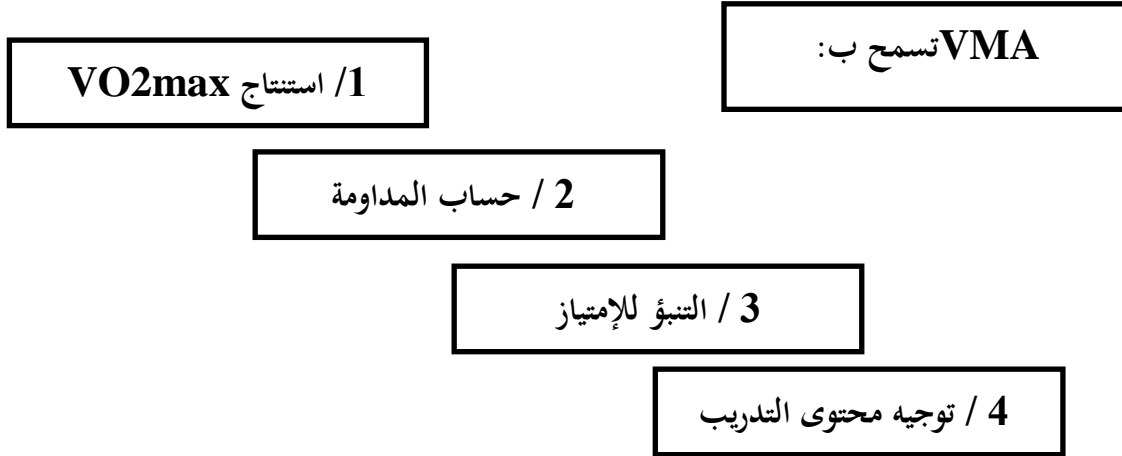 VMAتسمح ب:
1/ استنتاج VO2max
2 / حساب المداومة
3 / التنبؤ للإمتياز
4 / توجيه محتوى التدريب